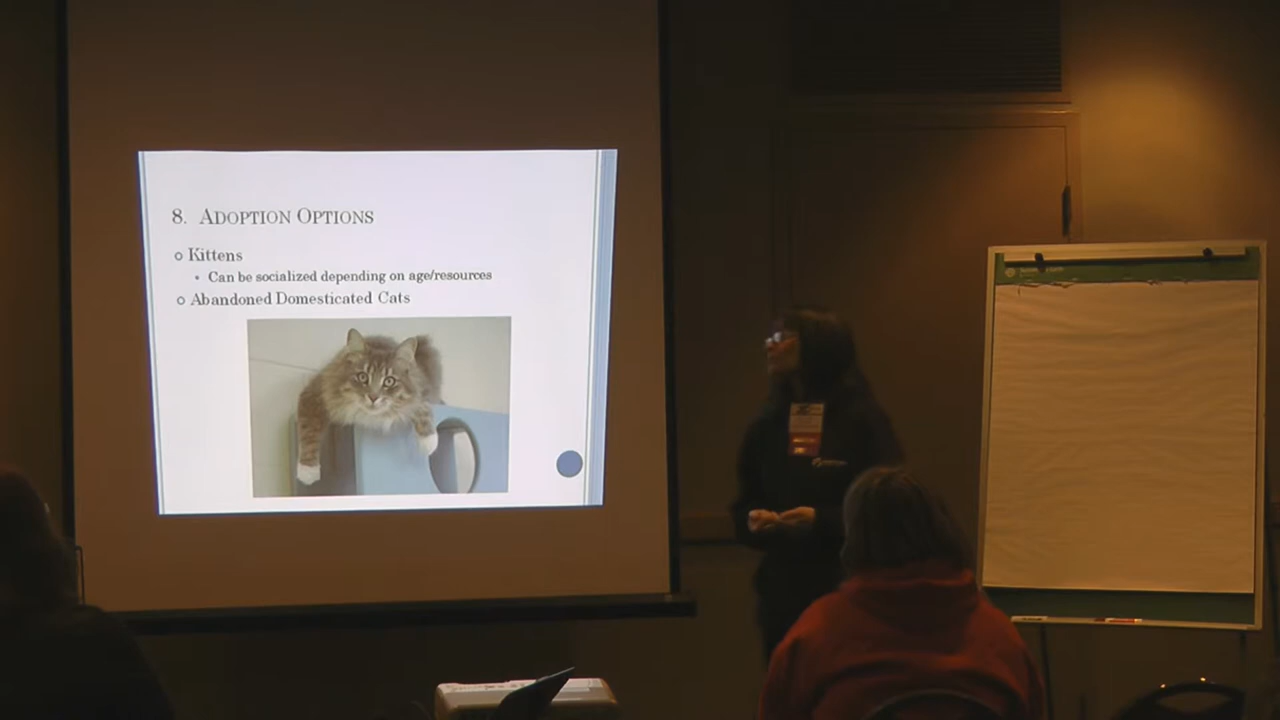 8. Adoption Options
Kittens
Can be socialized depending on age/resources
Abandoned Domesticated Cats